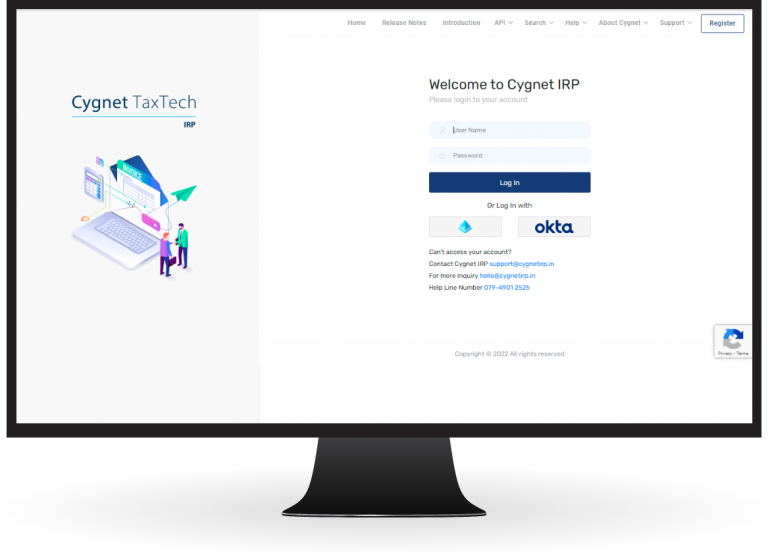 Home Release Notes Introduction API Search Help About Cygnet Support Register
Cygnet TaxTech
IRP
INVOICE
Welcome to Cygnet IRP
Please login to your account
User Name
Password
Log In
Or Log In with
okta
Can't access your account?
Contact Cygnet IRP support@cygnetirp.in
For more Inquiry hello@cygnetirp.in
Help Line Number 079-4901 2525
Privacy - Terms
Copyright © 2022 All rights reserved